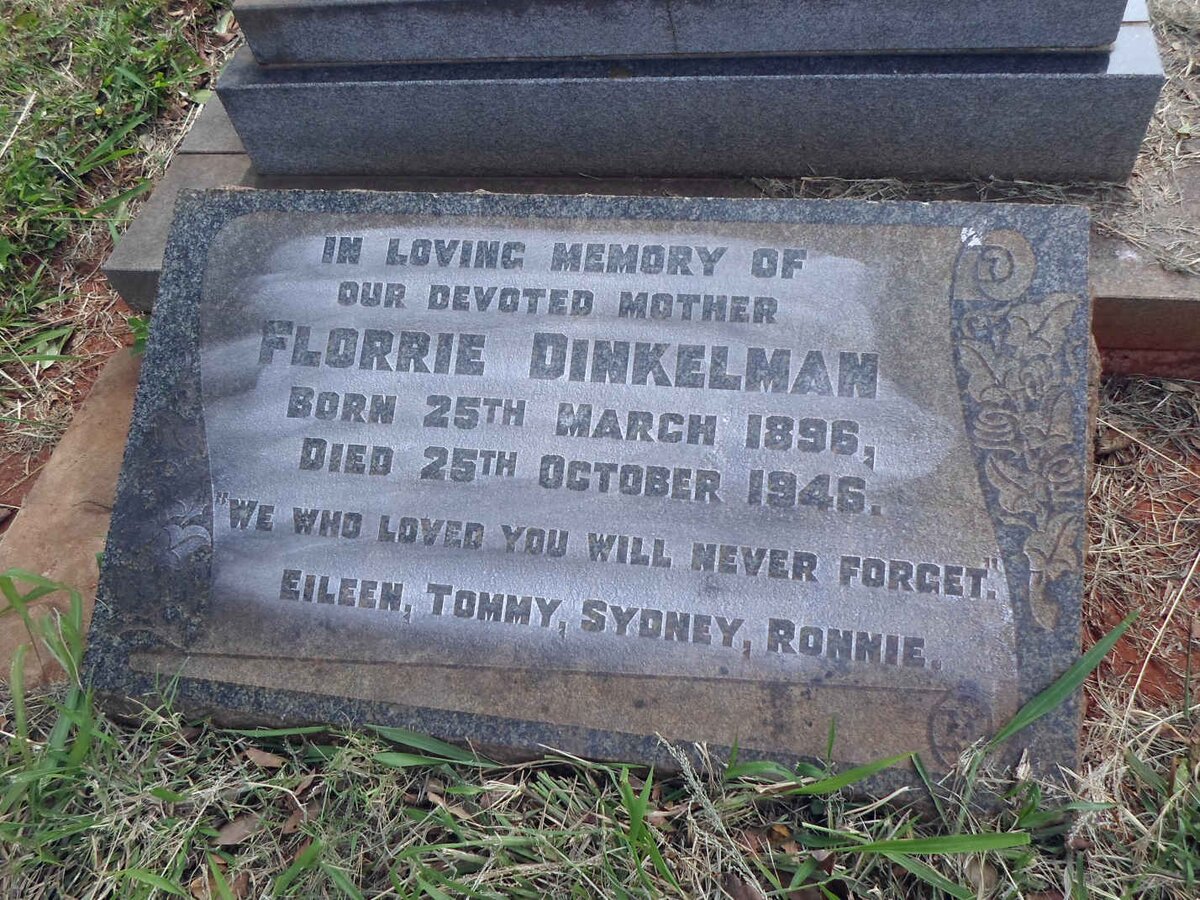 IN LOVING MEMORY OF
OUR DEVOTED MOTHER
FLORRIE DINKELMAN
BORN 25TH MARCH 1896,
DIED 25TH OCTOBER 1946.
"WE WHO LOVED YOU WILL NEVER FORGET."
EILEEN, TOMMY, SYDNEY, RONNIE.